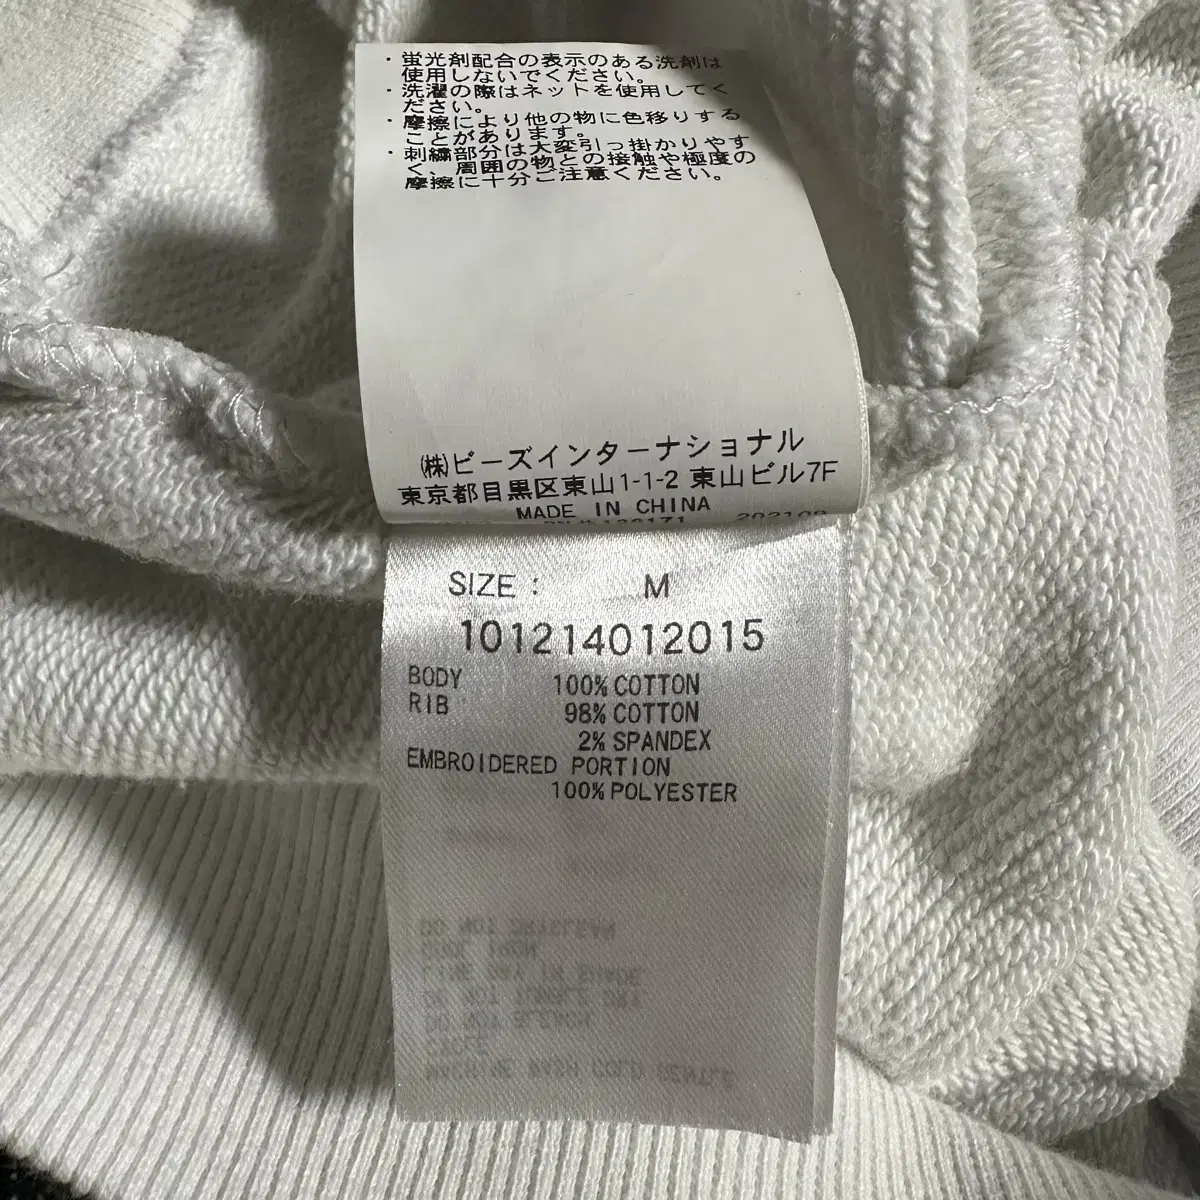 ・蛍光剤配合の表示のある洗剤は
使用しないでください。
・洗濯の際はネットを使用してく
ださい。
・摩擦により他の物に色移りする
ことがあります。
・刺繍部分は大変引っ掛かりやす
く、周囲の物との接触や極度の
摩擦に十分ご注意ください。
㈱ビーズインターナショナル
東京都目黒区東山1-1-2 東山ビル7F
MADE IN CHINA
SIZE : M
101214012015
BODY 100% COTTON
RIB 98% COTTON
2% SPANDEX
EMBROIDERED PORTION
100% POLYESTER